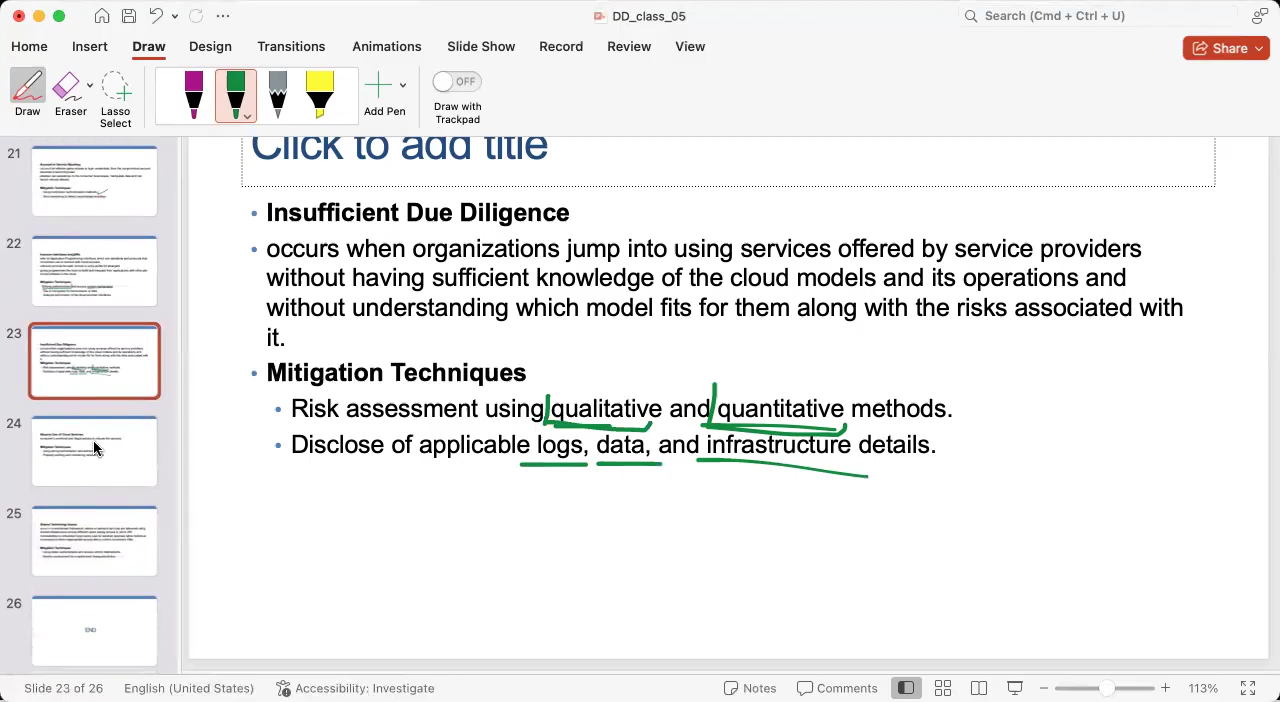 DD_class_05
Search (Cmd + Ctrl + U)
Home Insert Draw Design Transitions Animations Slide Show Record Review View
Share
Draw
Eraser
Lasso
Select
Add Pen
OFF
Draw with
Trackpad
Click to add title
• Insufficient Due Diligence
• occurs when organizations jump into using services offered by service providers
without having sufficient knowledge of the cloud models and its operations and
without understanding which model fits for them along with the risks associated with
it.
• Mitigation Techniques
• Risk assessment using qualitative and quantitative methods.
• Disclose of applicable logs, data, and infrastructure details.
21
22
23
24
25
26
END
Slide 23 of 26 English (United States) Accessibility: Investigate Notes Comments 113%